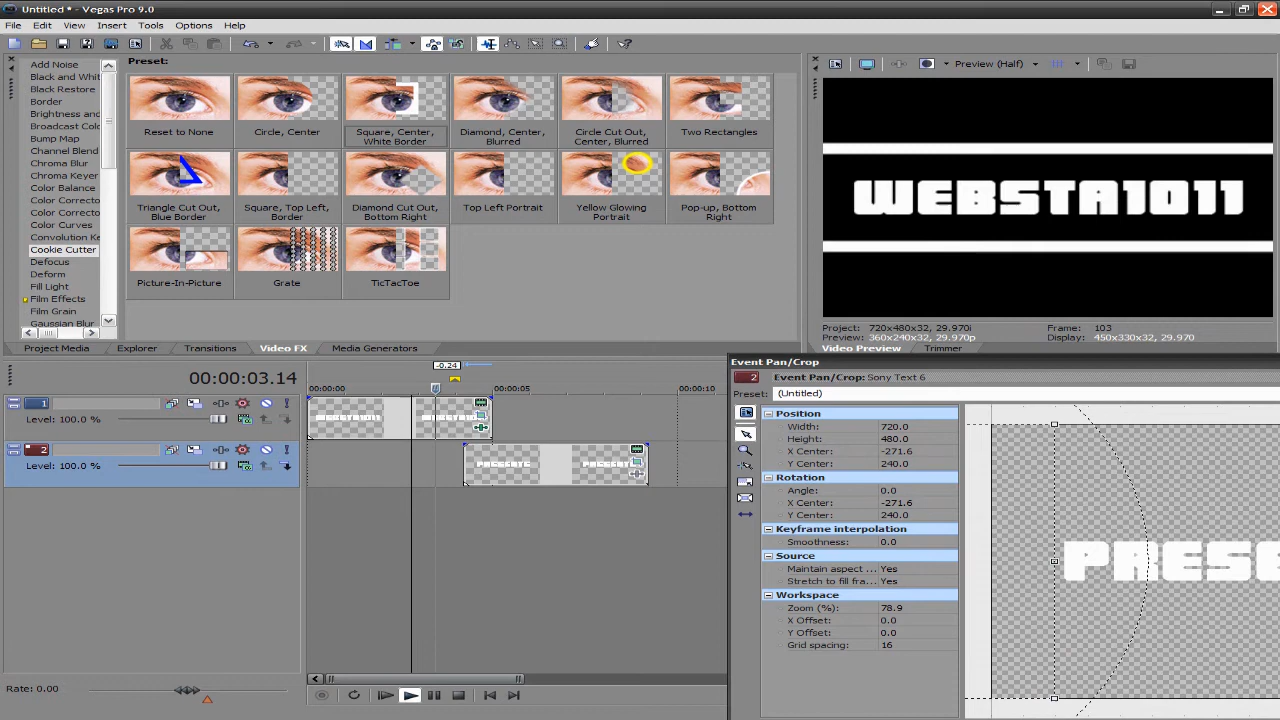 Untitled * - Vegas Pro 9.0
File Edit View Insert Tools Options Help
Add Noise
Black and White
Black Restore
Border
Brightness and
Broadcast Colo
Bump Map
Channel Blend
Chroma Blur
Chroma Keyer
Color Balance
Color Correcto
Color Correcto
Color Curves
Convolution Ke
Cookie Cutter
Defocus
Deform
Fill Light
Film Effects
Film Grain
Gaussian Blur
Preset:
Reset to None
Circle, Center
Square, Center,
White Border
Diamond, Center,
Blurred
Circle Cut Out,
Center, Blurred
Two Rectangles
Triangle Cut Out,
Blue Border
Square, Top Left,
Border
Diamond Cut Out,
Bottom Right
Top Left Portrait
Yellow Glowing
Portrait
Pop-up, Bottom
Right
Picture-In-Picture
Grate
TicTacToe
Project Media Explorer Transitions Video FX Media Generators
Preview (Half)
WEBSTA1011
Project: 720x480x32, 29.970i
Frame: 103
Preview: 360x240x32, 29.970p
Display: 450x330x32, 29.970
Video Preview Trimmer
00:00:03.14
-0.24
00:00:00 00:00:05 00:00:10
1
Level: 100.0 %
2
Level: 100.0 %
Rate: 0.00
Event Pan/Crop
2 Event Pan/Crop: Sony Text 6
Preset: (Untitled)
Position
Width: 720.0
Height: 480.0
X Center: -271.6
Y Center: 240.0
Rotation
Angle: 0.0
X Center: -271.6
Y Center: 240.0
Keyframe interpolation
Smoothness: 0.0
Source
Maintain aspect ... Yes
Stretch to fill fra... Yes
Workspace
Zoom (%): 78.9
X Offset: 0.0
Y Offset: 0.0
Grid spacing: 16
PRESE